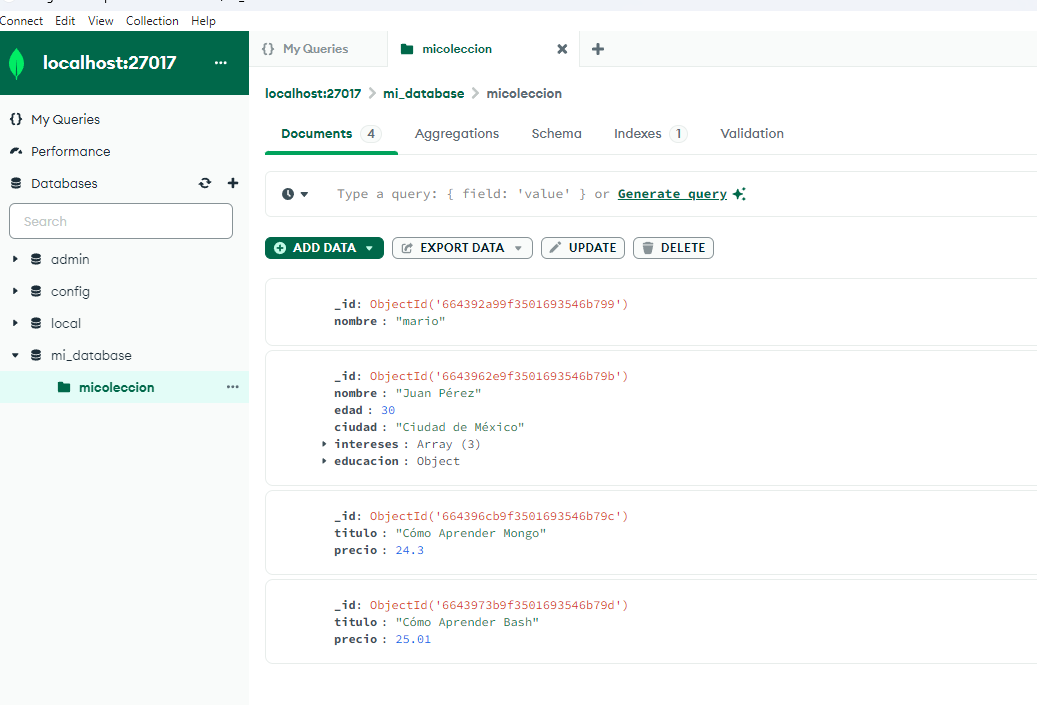 Connect Edit View Collection Help
localhost:27017 ...
{} My Queries
micoleccion
localhost:27017 > mi_database > micoleccion
{} My Queries
Performance
Databases
Search
admin
config
local
mi_database
micoleccion ...
Documents 4 Aggregations Schema Indexes 1 Validation
Type a query: { field: 'value' } or Generate query
ADD DATA EXPORT DATA UPDATE DELETE
_id: ObjectId('664392a99f3501693546b799')
nombre : "mario"
_id: ObjectId('6643962e9f3501693546b79b')
nombre : "Juan Pérez"
edad : 30
ciudad : "Ciudad de México"
intereses : Array (3)
educacion : Object
_id: ObjectId('664396cb9f3501693546b79c')
titulo : "Cómo Aprender Mongo"
precio : 24.3
_id: ObjectId('6643973b9f3501693546b79d')
titulo : "Cómo Aprender Bash"
precio : 25.01